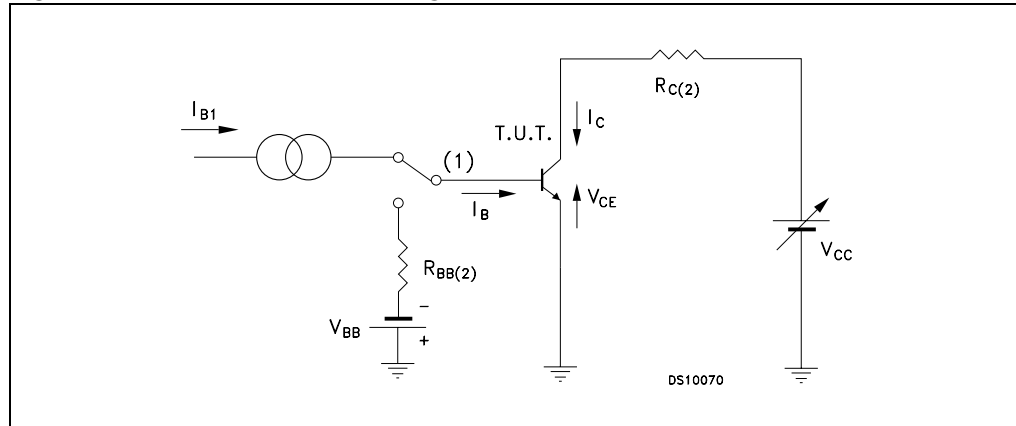 R_C(2)
I_B1
I_C
T.U.T.
(1)
I_B
V_CE
V_CC
R_BB(2)
V_BB
−
+
DS10070